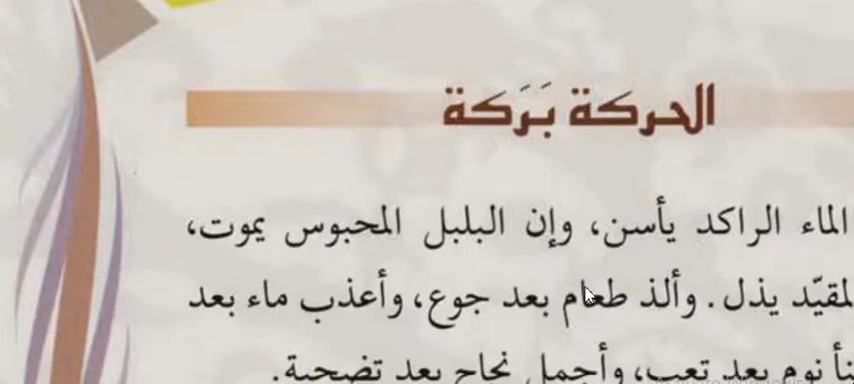 الحركة بَرَكة
الماء الراكد يأسن، وإن البلبل المحبوس يموت،
يذل. وألذ طعام بعد جوع، وأعذب ماء بعد
نوم بعد تعب، وأجمل نجاح بعد تضحية.